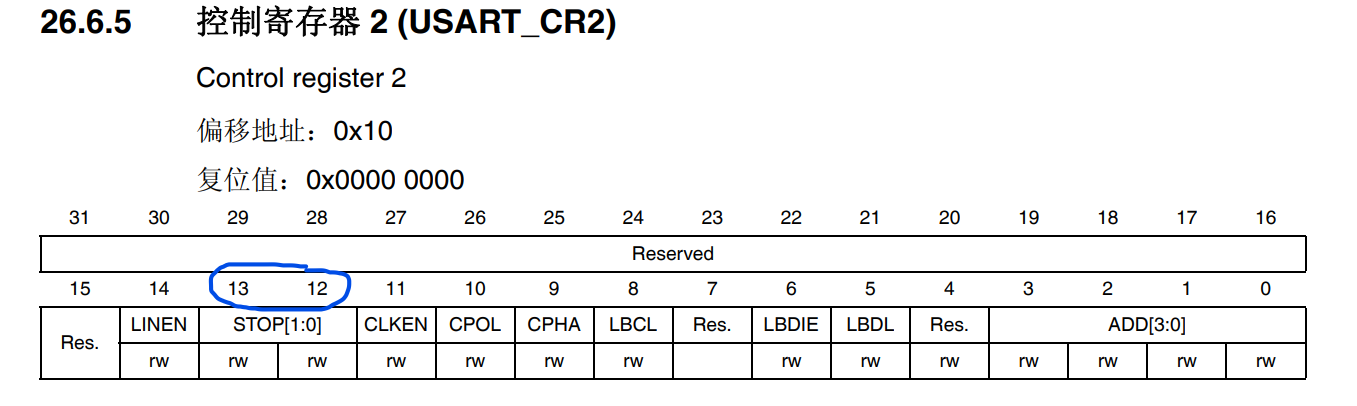 26.6.5 控制寄存器 2 (USART_CR2)
Control register 2
偏移地址：0x10
复位值：0x0000 0000
31 30 29 28 27 26 25 24 23 22 21 20 19 18 17 16
Reserved
15 14 13 12 11 10 9 8 7 6 5 4 3 2 1 0
Res. LINEN STOP[1:0] CLKEN CPOL CPHA LBCL Res. LBDIE LBDL Res. ADD[3:0]
rw rw rw rw rw rw rw rw rw rw rw rw rw